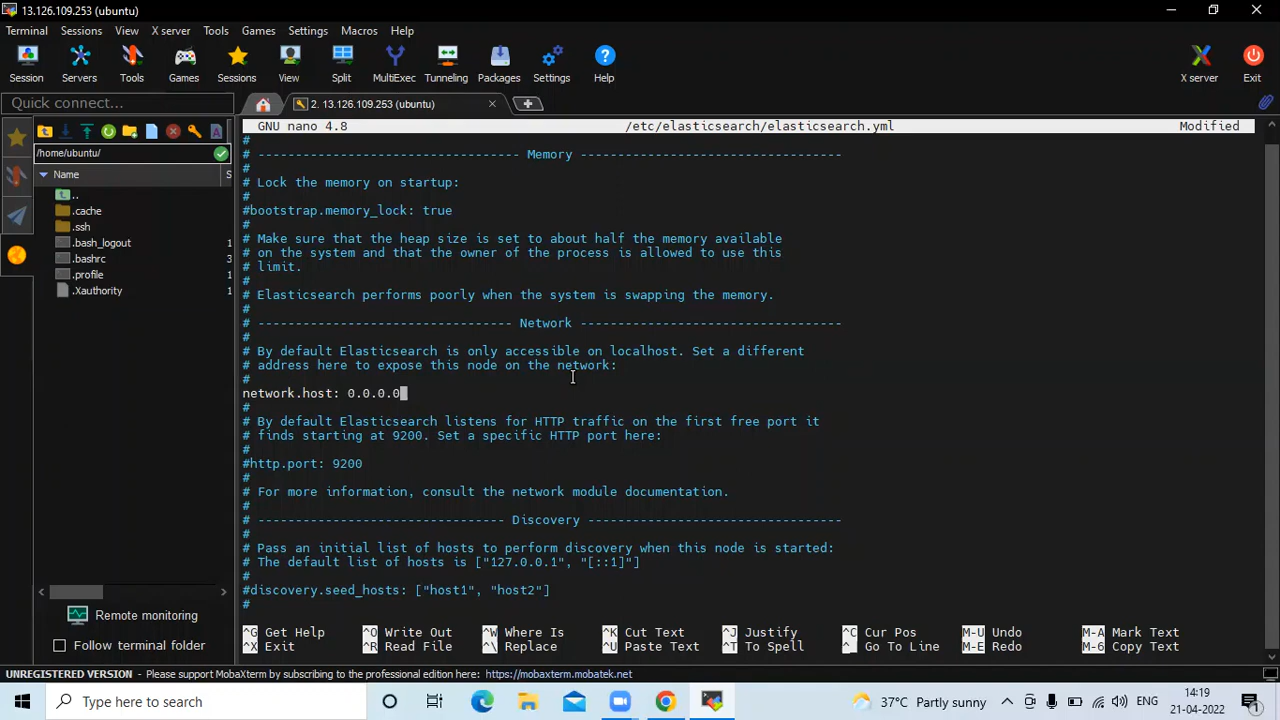 13.126.109.253 (ubuntu)
Terminal Sessions View X server Tools Games Settings Macros Help
Session Servers Tools Games Sessions View Split MultiExec Tunneling Packages Settings Help X server Exit
Quick connect...
2. 13.126.109.253 (ubuntu)
/home/ubuntu/
Name S
..
.cache
.ssh
.bash_logout 1
.bashrc 3
.profile 1
.Xauthority 1
Remote monitoring
Follow terminal folder
GNU nano 4.8 /etc/elasticsearch/elasticsearch.yml Modified
#
# ---------------------------------- Memory -----------------------------------
#
# Lock the memory on startup:
#
#bootstrap.memory_lock: true
#
# Make sure that the heap size is set to about half the memory available
# on the system and that the owner of the process is allowed to use this
# limit.
#
# Elasticsearch performs poorly when the system is swapping the memory.
#
# ---------------------------------- Network -----------------------------------
#
# By default Elasticsearch is only accessible on localhost. Set a different
# address here to expose this node on the network:
#
network.host: 0.0.0.0
#
# By default Elasticsearch listens for HTTP traffic on the first free port it
# finds starting at 9200. Set a specific HTTP port here:
#
#http.port: 9200
#
# For more information, consult the network module documentation.
#
# --------------------------------- Discovery ----------------------------------
#
# Pass an initial list of hosts to perform discovery when this node is started:
# The default list of hosts is ["127.0.0.1", "[::1]"]
#
#discovery.seed_hosts: ["host1", "host2"]
#
^G Get Help ^O Write Out ^W Where Is ^K Cut Text ^J Justify ^C Cur Pos M-U Undo M-A Mark Text
^X Exit ^R Read File ^\ Replace ^U Paste Text ^T To Spell ^_ Go To Line M-E Redo M-6 Copy Text
UNREGISTERED VERSION - Please support MobaXterm by subscribing to the professional edition here: https://mobaxterm.mobatek.net
Type here to search
37°C Partly sunny
ENG
14:19
21-04-2022
1